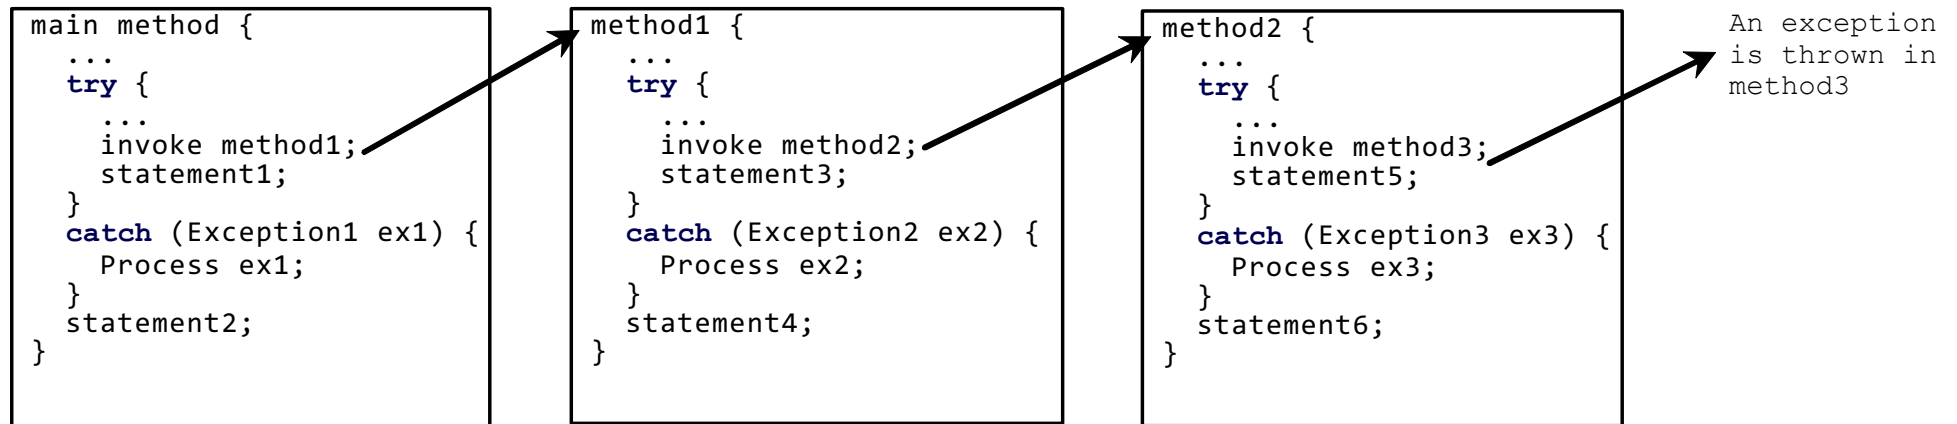 main method {
  ...
  try {
    ...
    invoke method1;
    statement1;
  }
  catch (Exception1 ex1) {
    Process ex1;
  }
  statement2;
}
method1 {
  ...
  try {
    ...
    invoke method2;
    statement3;
  }
  catch (Exception2 ex2) {
    Process ex2;
  }
  statement4;
}
method2 {
  ...
  try {
    ...
    invoke method3;
    statement5;
  }
  catch (Exception3 ex3) {
    Process ex3;
  }
  statement6;
}
An exception
is thrown in
method3